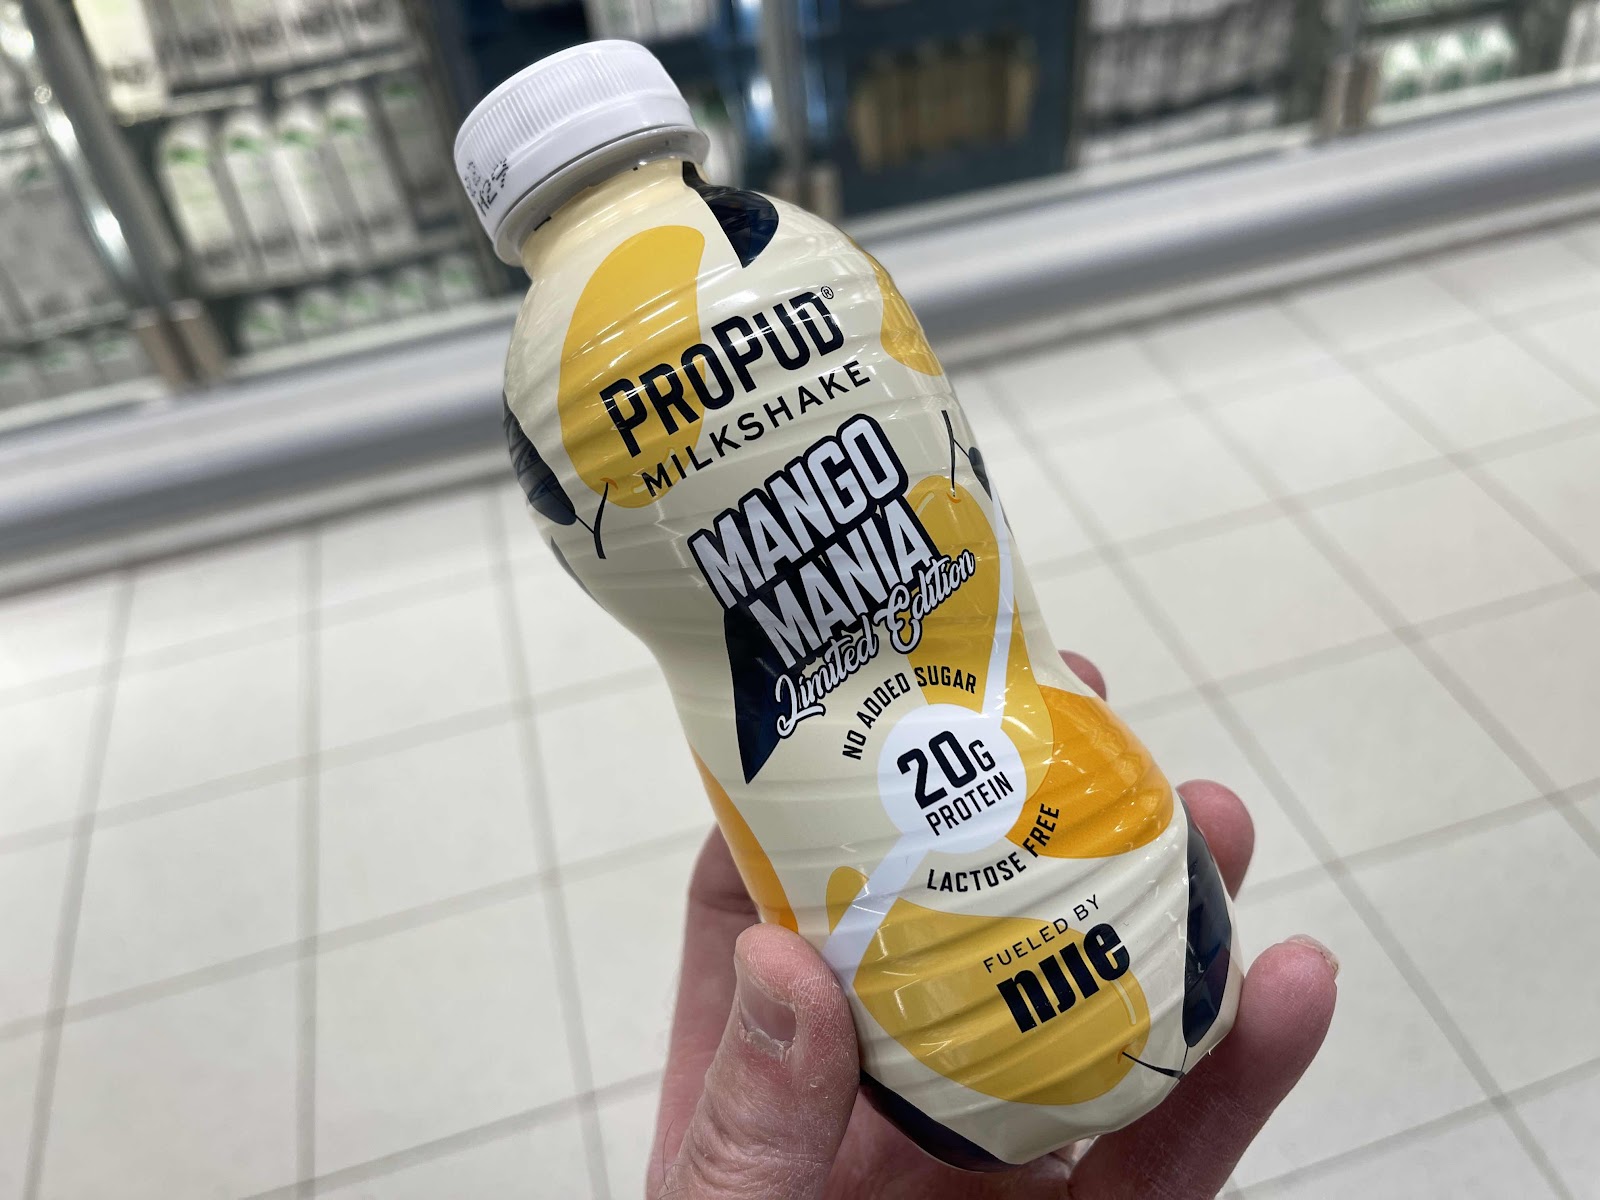 PROPUD®
MILKSHAKE
MANGO
MANIA
Limited Edition
NO ADDED SUGAR
20G
PROTEIN
LACTOSE FREE
FUELED BY
njie